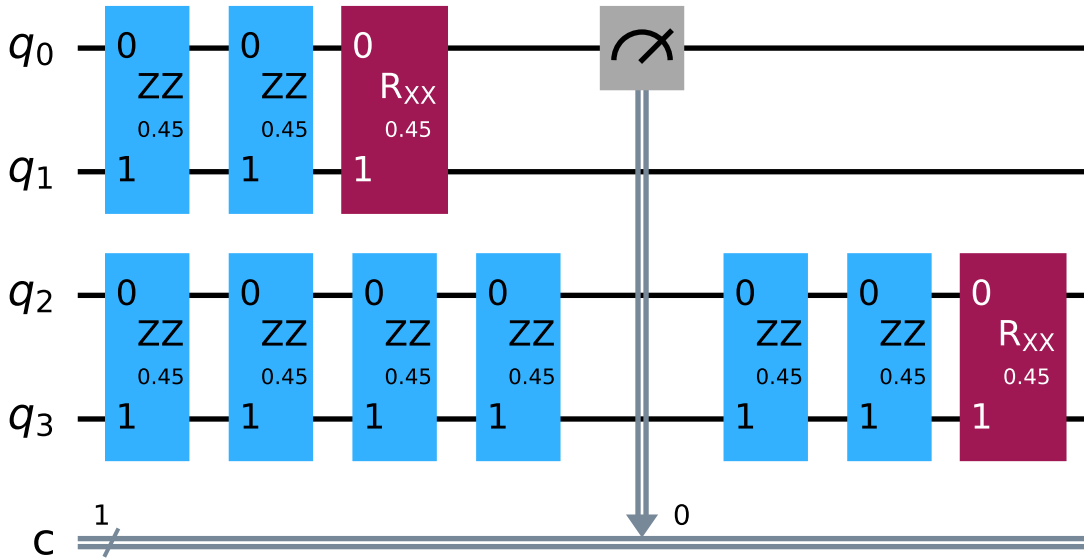 q0 0 0 0
ZZ ZZ RXX
0.45 0.45 0.45
q1 1 1 1
q2 0 0 0 0 0 0 0
ZZ ZZ ZZ ZZ ZZ ZZ RXX
0.45 0.45 0.45 0.45 0.45 0.45 0.45
q3 1 1 1 1 1 1 1
1 0
c